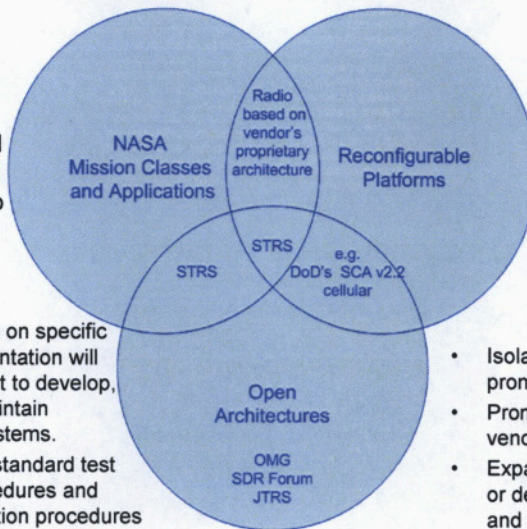 NASA
Mission Classes
and Applications
Radio
based on
vendor's
proprietary
architecture
Reconfigurable
Platforms
STRS
STRS
e.g.
DoD's SCA v2.2
cellular
Open
Architectures
OMG
SDR Forum
JTRS
on specific
ntation will
t to develop,
intain
stems.
standard test
edures and
tion procedures
• Isola
prom
• Prom
vend
• Expa
or de
and